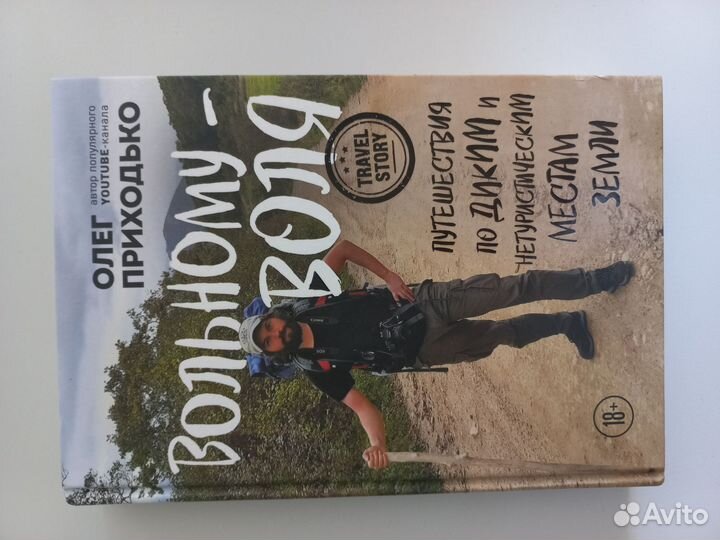 автор популярного
YOUTUBE-канала
ОЛЕГ
ПРИХОДЬКО
ВОЛЬНОМУ –
ВОЛЯ
TRAVEL
STORY
ПУТЕШЕСТВИЯ
ПО ДИКИМ И
НЕТУРИСТИЧЕСКИМ
МЕСТАМ
ЗЕМЛИ
18+
Avito